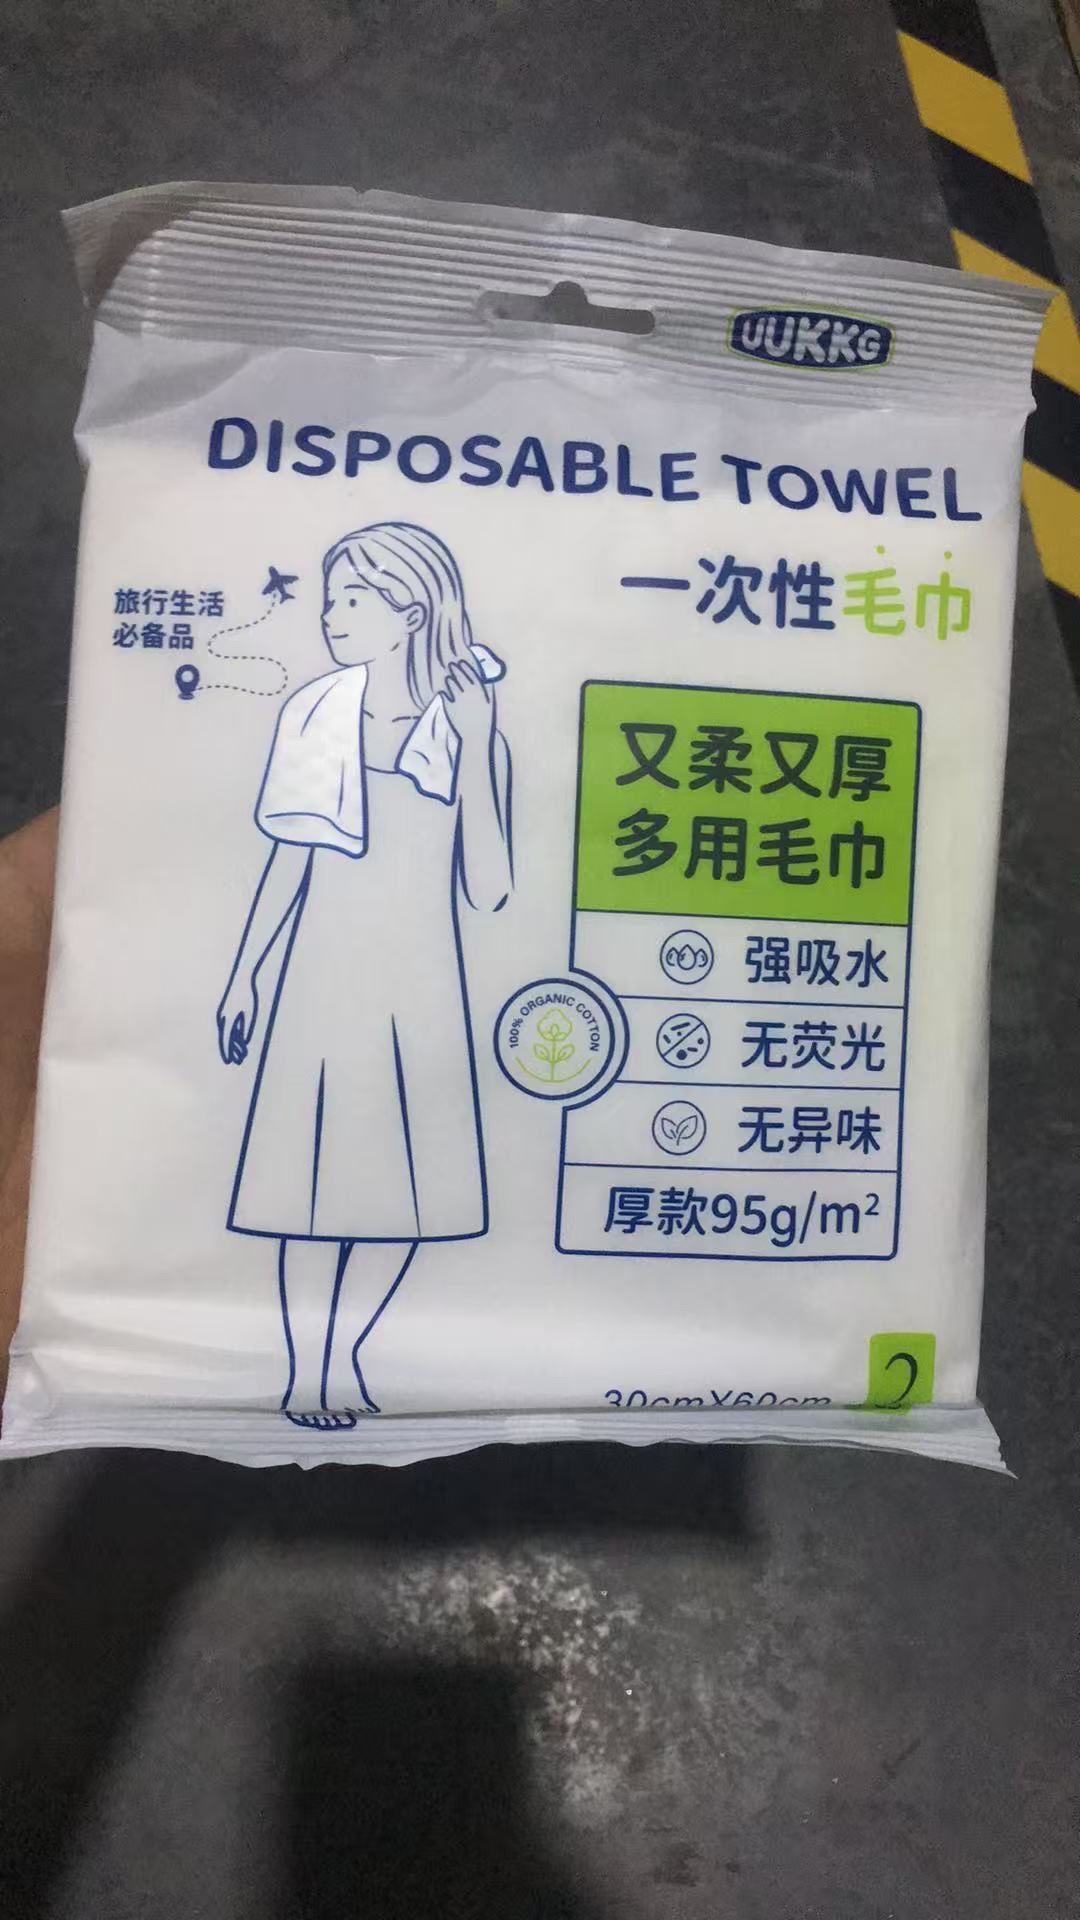 UUKKG
DISPOSABLE TOWEL
一次性毛巾
旅行生活
必备品
又柔又厚
多用毛巾
强吸水
100% ORGANIC COTTON
无荧光
无异味
厚款95g/m²
30cmX60cm
2